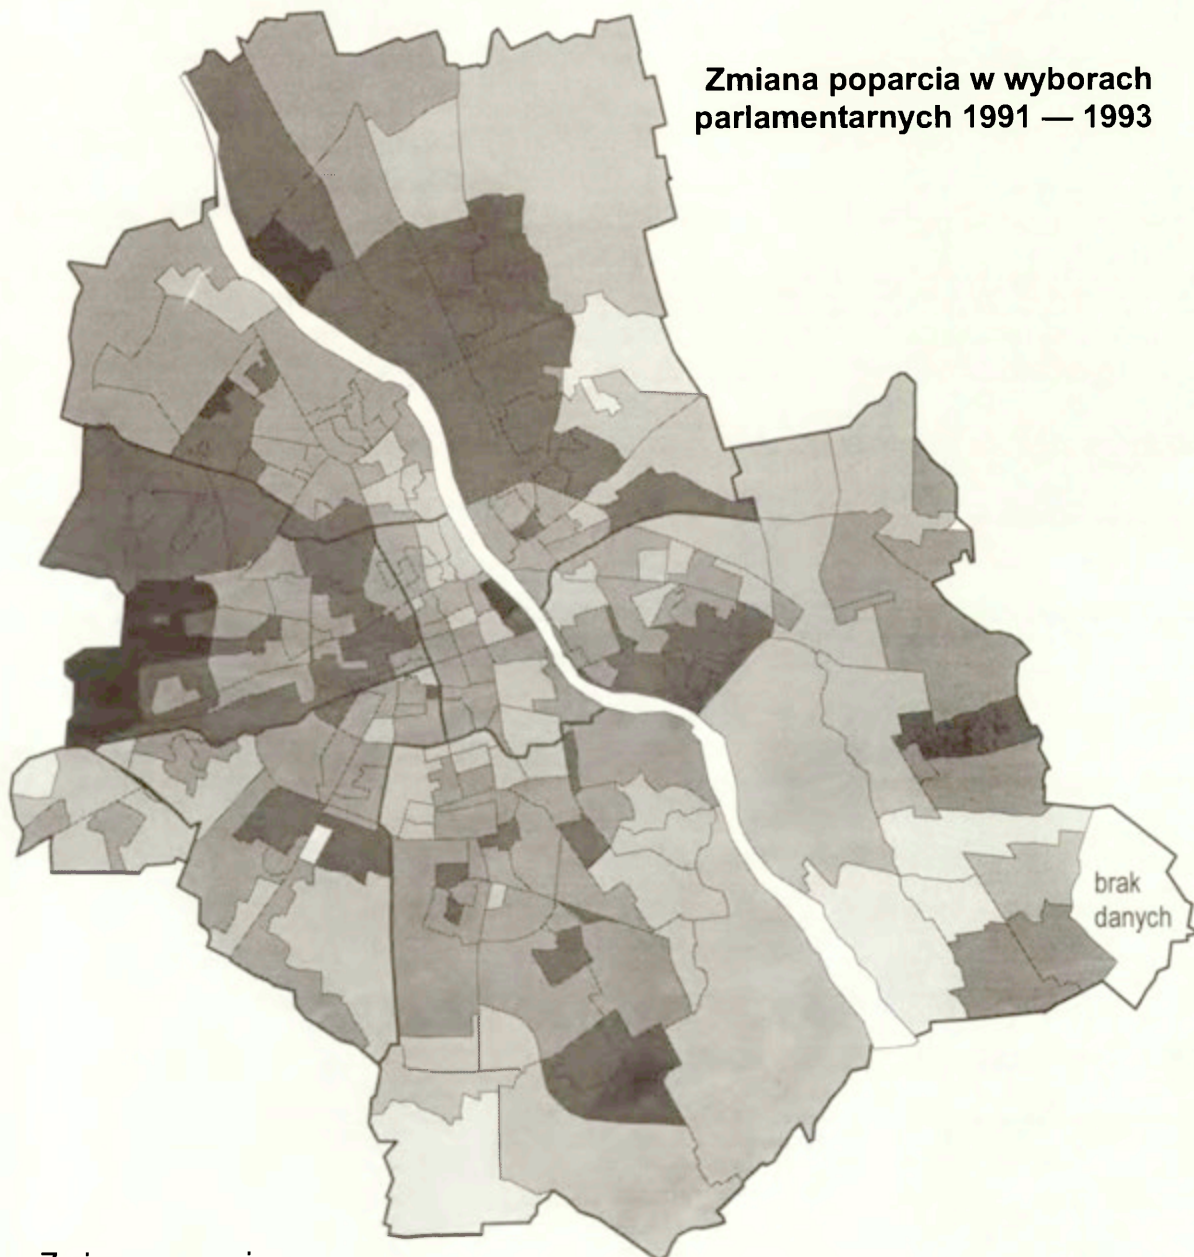 Zmiana poparcia w wyborach
parlamentarnych 1991 — 1993
brak
danych